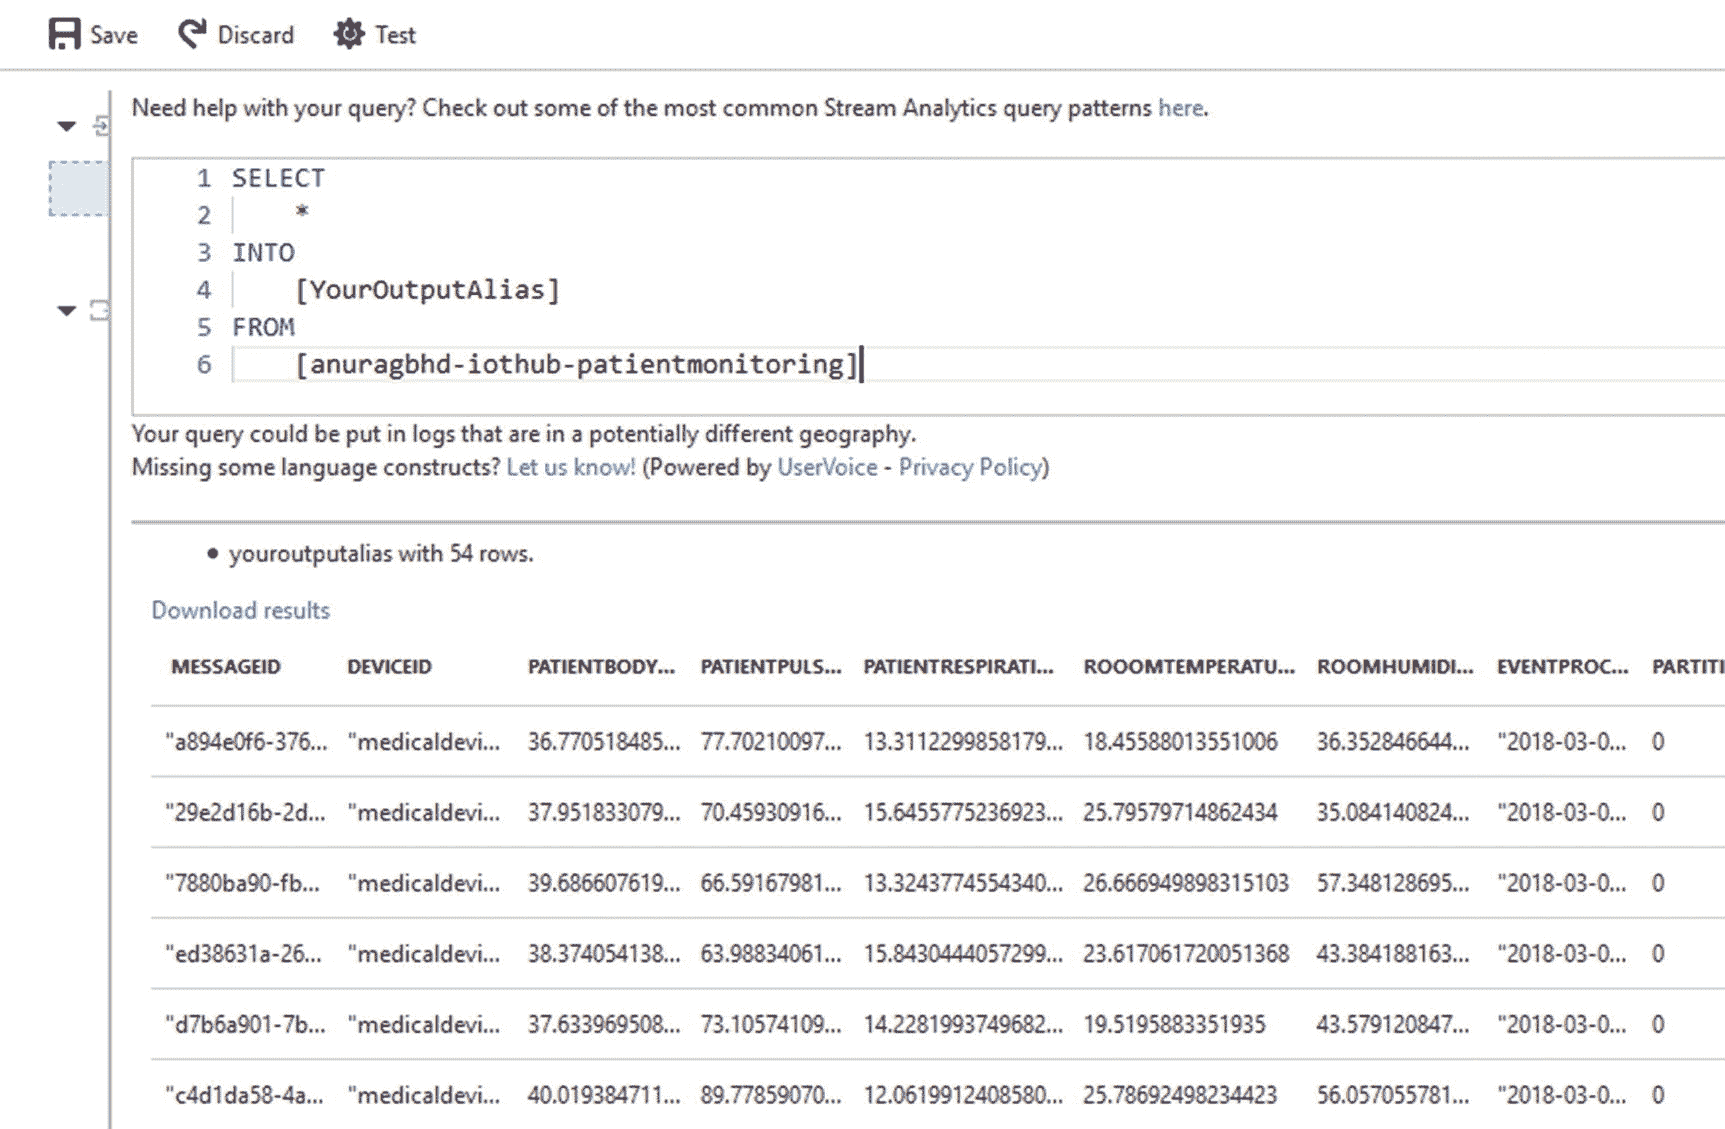 Save Discard Test
Need help with your query? Check out some of the most common Stream Analytics query patterns here.
1 SELECT
2 *
3 INTO
4 [YourOutputAlias]
5 FROM
6 [anuragbhd-iothub-patientmonitoring]
Your query could be put in logs that are in a potentially different geography.
Missing some language constructs? Let us know! (Powered by UserVoice - Privacy Policy)
• youroutputalias with 54 rows.
Download results
MESSAGEID DEVICEID PATIENTBODY... PATIENTPULS... PATIENTRESPIRATI... ROOOMTEMPERATU... ROOMHUMIDI... EVENTPROC... PARTITI
"a894e0f6-376... "medicaldevi... 36.770518485... 77.70210097... 13.3112299858179... 18.45588013551006 36.352846644... "2018-03-0... 0
"29e2d16b-2d... "medicaldevi... 37.951833079... 70.45930916... 15.6455775236923... 25.79579714862434 35.084140824... "2018-03-0... 0
"7880ba90-fb... "medicaldevi... 39.686607619... 66.59167981... 13.3243774554340... 26.666949898315103 57.348128695... "2018-03-0... 0
"ed38631a-26... "medicaldevi... 38.374054138... 63.98834061... 15.8430444057299... 23.617061720051368 43.384188163... "2018-03-0... 0
"d7b6a901-7b... "medicaldevi... 37.633969508... 73.10574109... 14.2281993749682... 19.5195883351935 43.579120847... "2018-03-0... 0
"c4d1da58-4a... "medicaldevi... 40.019384711... 89.77859070... 12.0619912408580... 25.78692498234423 56.057055781... "2018-03-0... 0